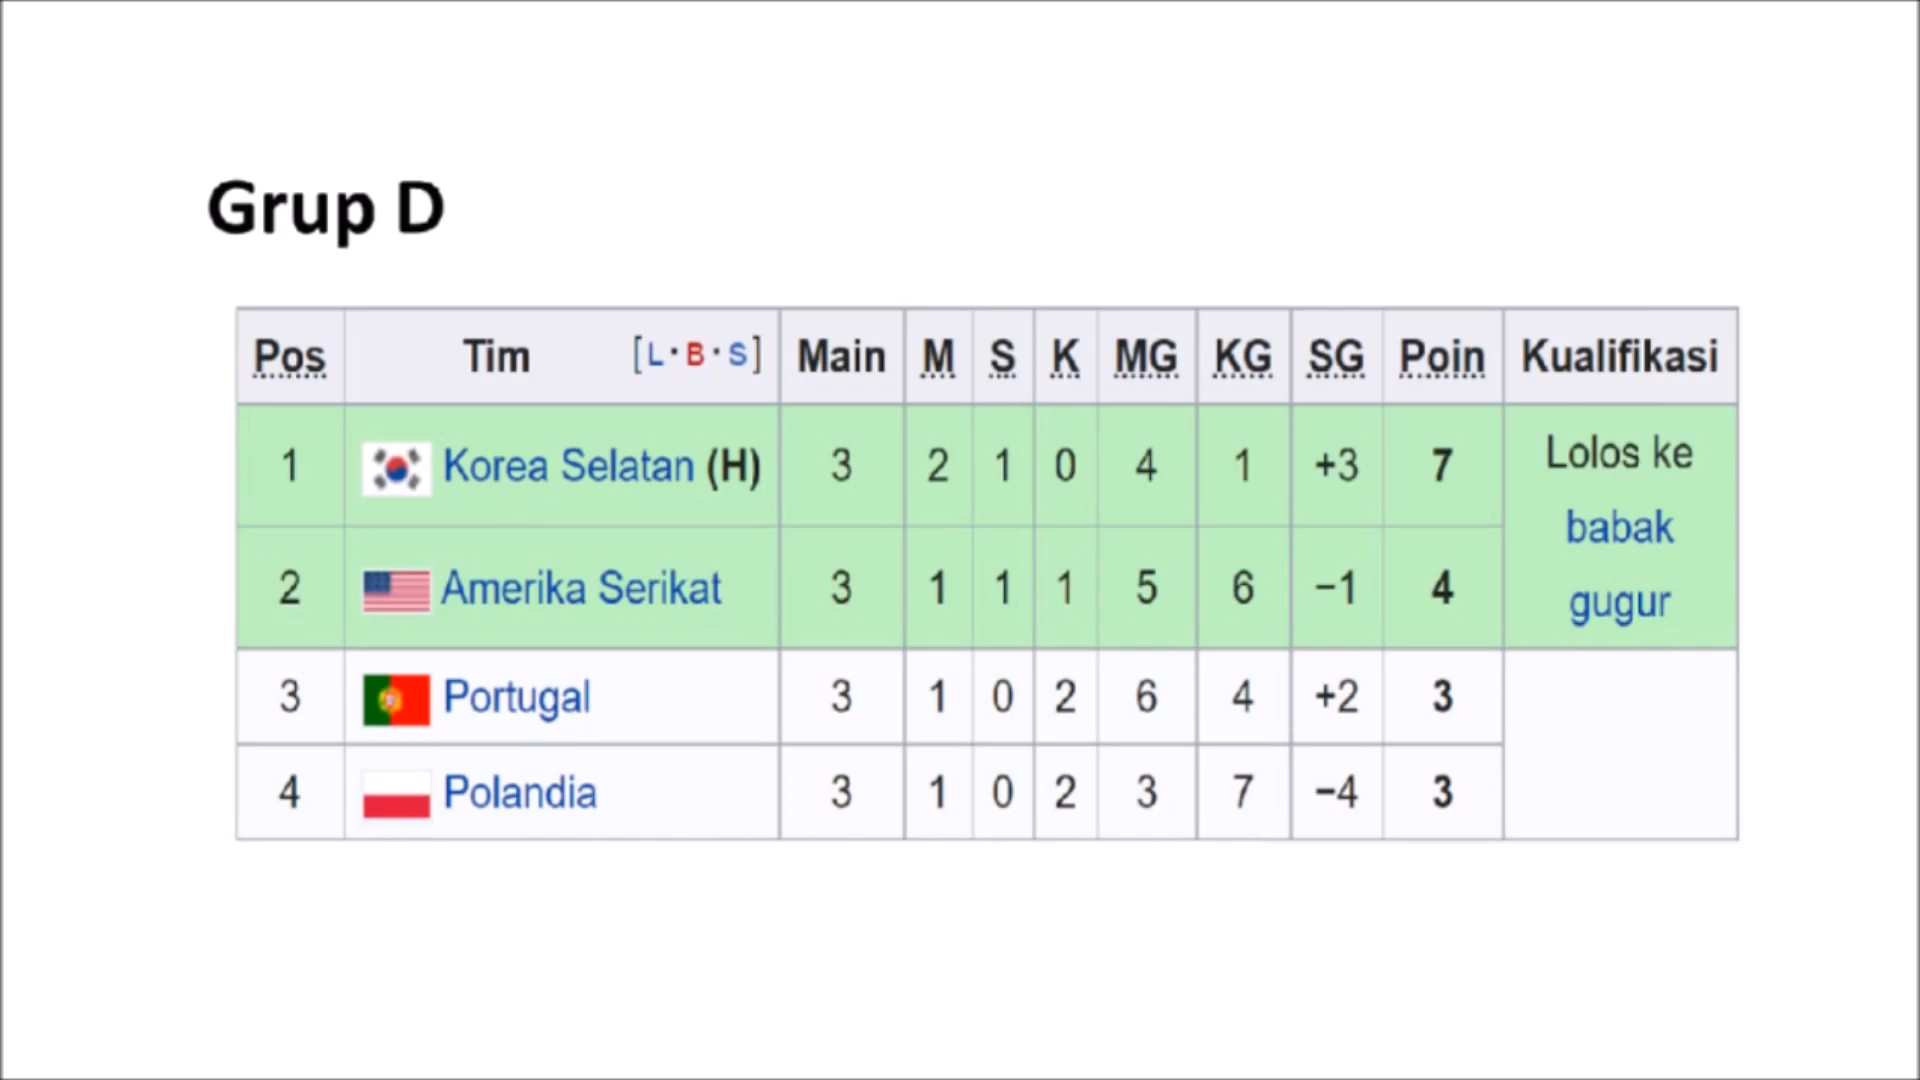 Grup D
Pos Tim [L·B·S] Main M S K MG KG SG Poin Kualifikasi
1 Korea Selatan (H) 3 2 1 0 4 1 +3 7 Lolos ke
babak
2 Amerika Serikat 3 1 1 1 5 6 −1 4 gugur
3 Portugal 3 1 0 2 6 4 +2 3
4 Polandia 3 1 0 2 3 7 −4 3